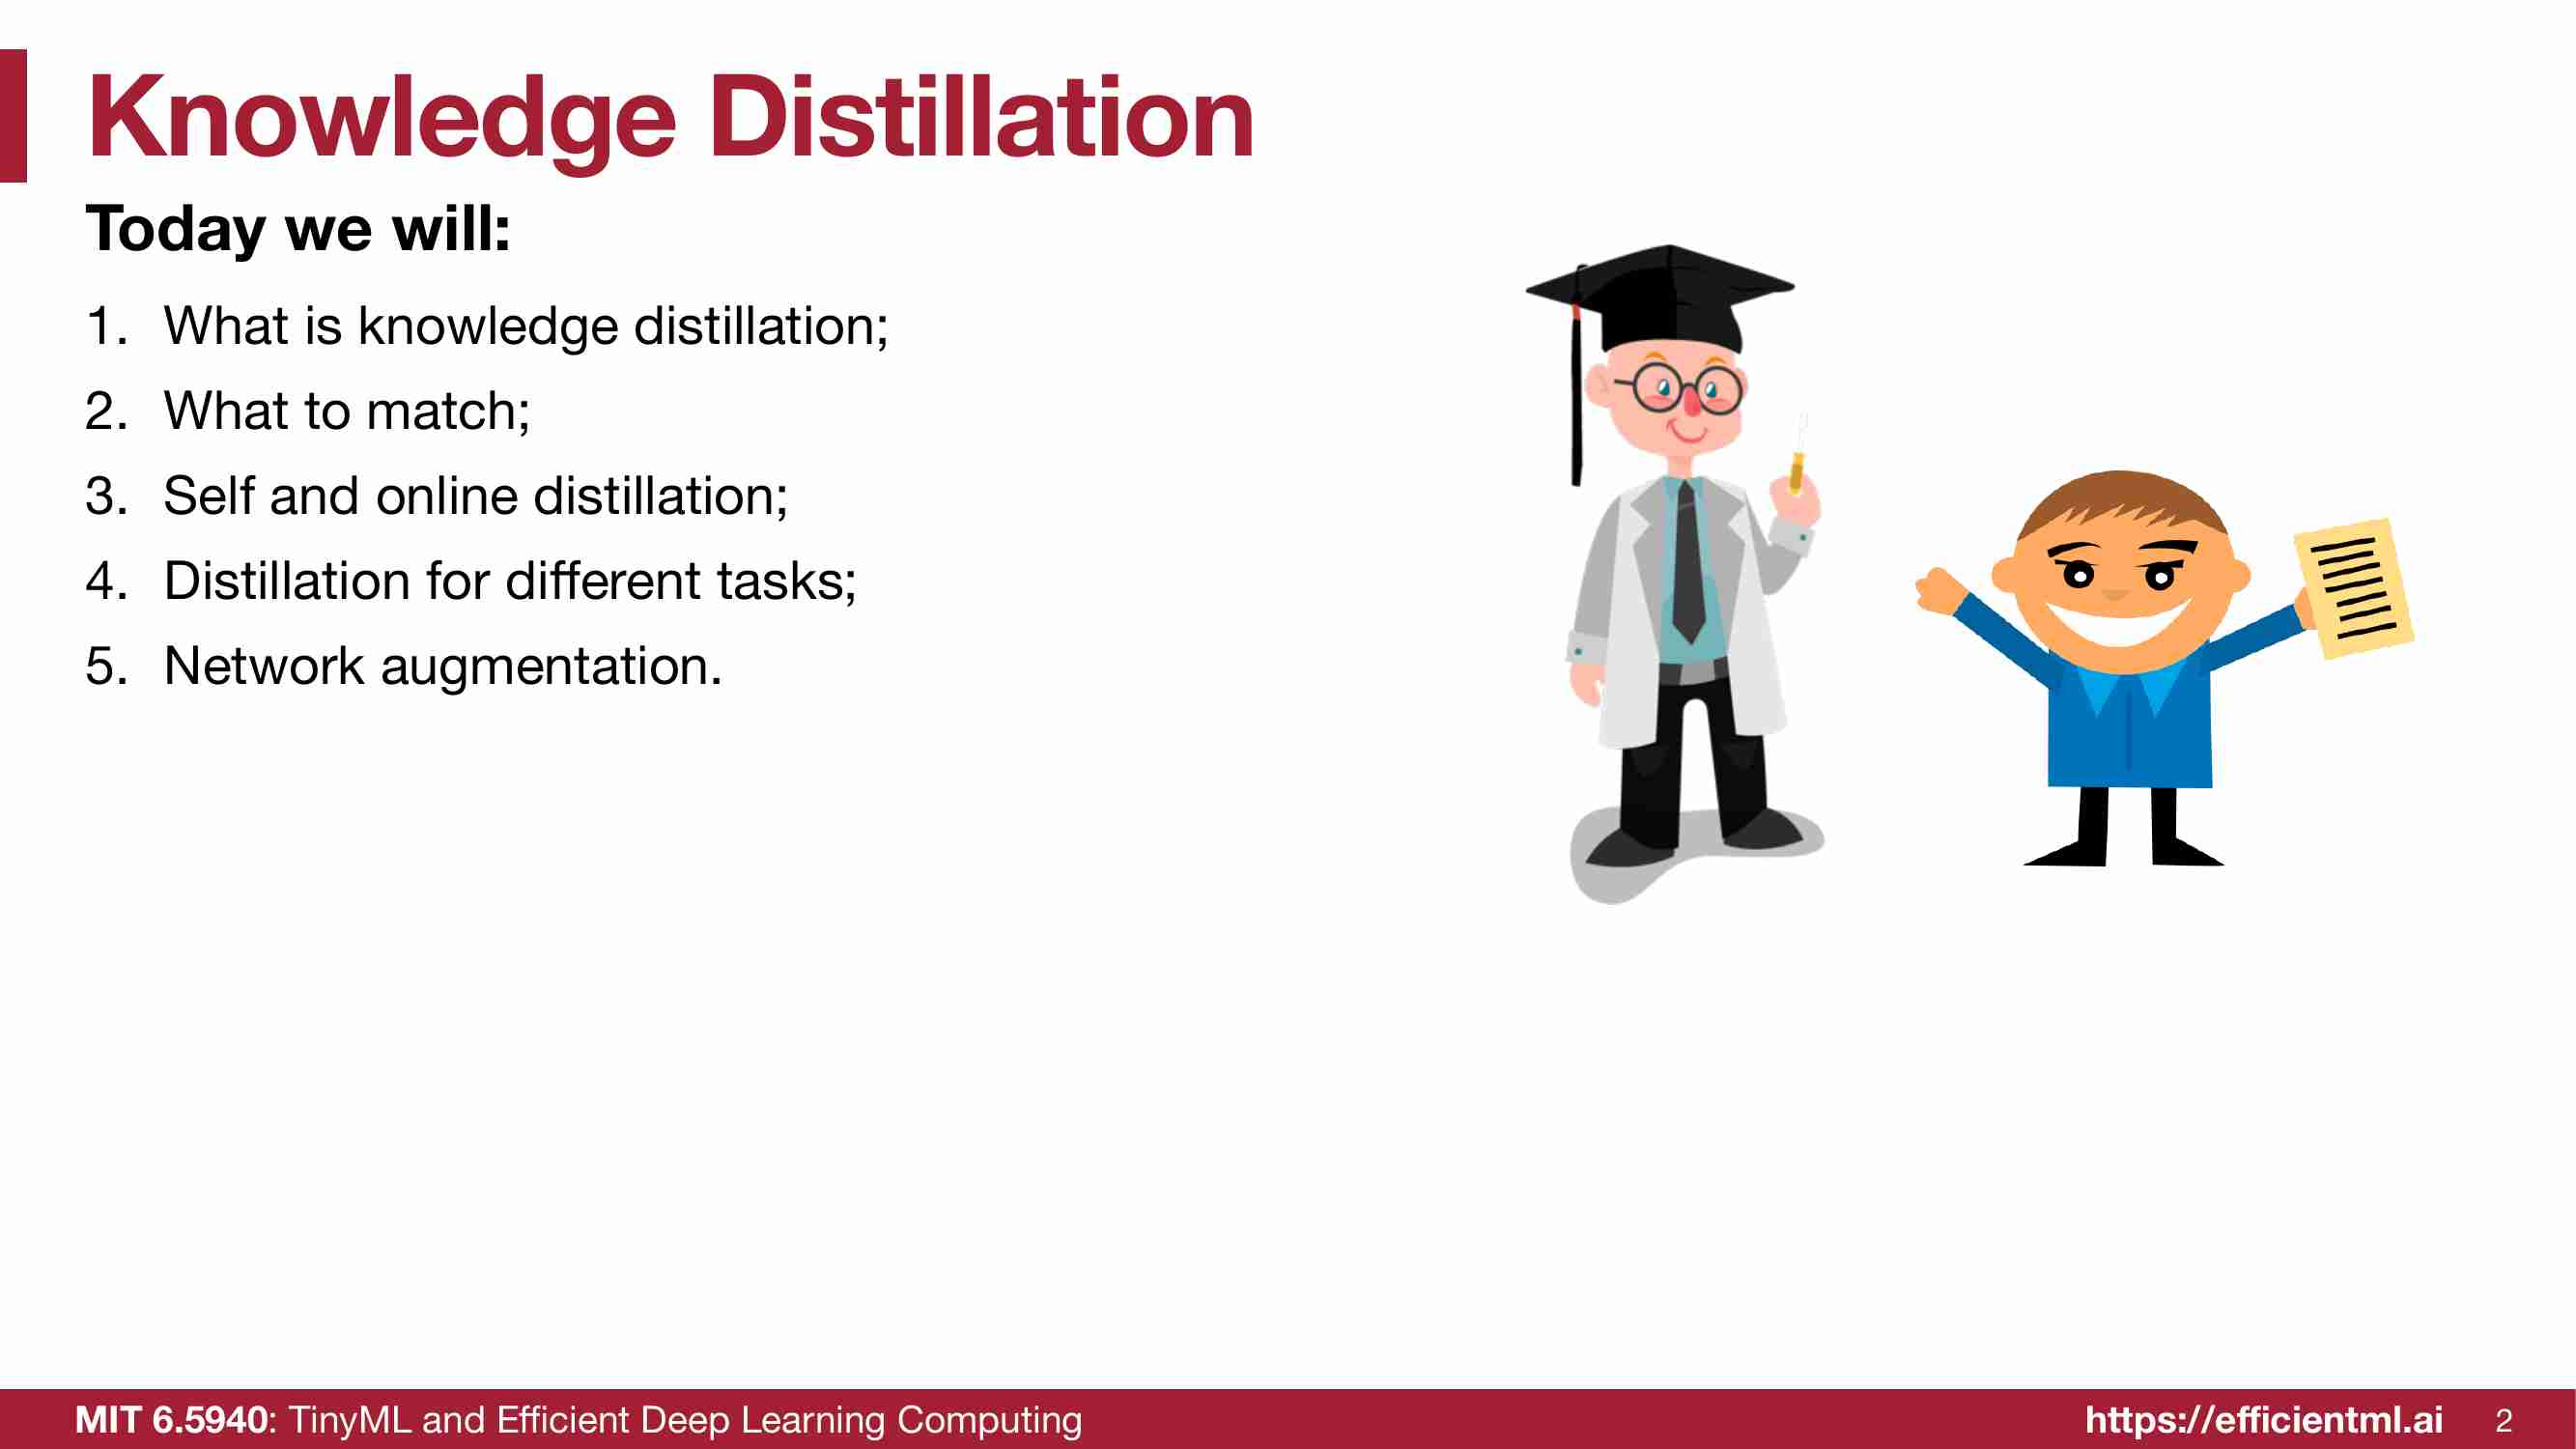 Knowledge Distillation
Today we will:
1. What is knowledge distillation;
2. What to match;
3. Self and online distillation;
4. Distillation for different tasks;
5. Network augmentation.
MIT 6.5940: TinyML and Efficient Deep Learning Computing
https://efficientml.ai
2